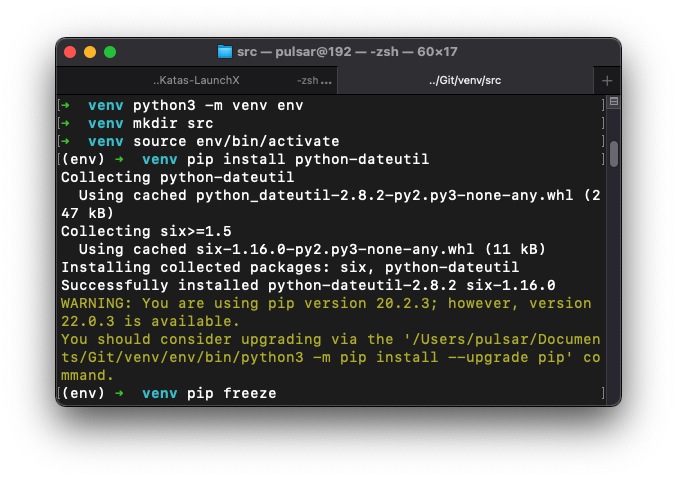 src — pulsar@192 — -zsh — 60×17
..Katas-LaunchX -zsh ... ../Git/venv/src +
[➜ venv python3 -m venv env ]
[➜ venv mkdir src ]
[➜ venv source env/bin/activate ]
[(env) ➜ venv pip install python-dateutil ]
Collecting python-dateutil
Using cached python_dateutil-2.8.2-py2.py3-none-any.whl (2
47 kB)
Collecting six>=1.5
Using cached six-1.16.0-py2.py3-none-any.whl (11 kB)
Installing collected packages: six, python-dateutil
Successfully installed python-dateutil-2.8.2 six-1.16.0
WARNING: You are using pip version 20.2.3; however, version
22.0.3 is available.
You should consider upgrading via the '/Users/pulsar/Documen
ts/Git/venv/env/bin/python3 -m pip install --upgrade pip' co
mmand.
[(env) ➜ venv pip freeze ]